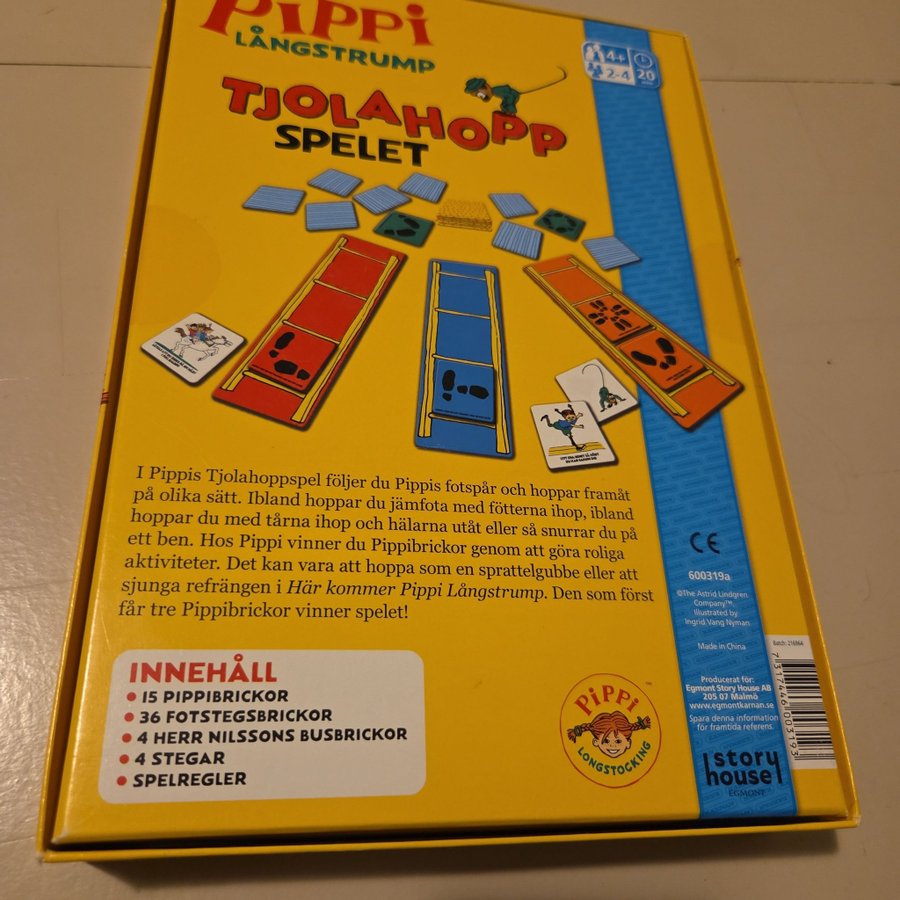 PiPPi
LÅNGSTRUMP
TJOLAHOPP
SPELET
4+
2-4
20
I Pippis Tjolahoppspel följer du Pippis fotspår och hoppar framåt
på olika sätt. Ibland hoppar du jämfota med fötterna ihop, ibland
hoppar du med tårna ihop och hälarna utåt eller så snurrar du på
ett ben. Hos Pippi vinner du Pippibrickor genom att göra roliga
aktiviteter. Det kan vara att hoppa som en sprattelgubbe eller att
sjunga refrängen i Här kommer Pippi Långstrump. Den som först
får tre Pippibrickor vinner spelet!
INNEHÅLL
• 15 PIPPIBRICKOR
• 36 FOTSTEGSBRICKOR
• 4 HERR NILSSONS BUSBRICKOR
• 4 STEGAR
• SPELREGLER
PiPPi
LONGSTOCKING
™
CE
600319a
©The Astrid Lindgren
Company™.
Illustrated by
Ingrid Vang Nyman
Made in China
Producerat för:
Egmont Story House AB
205 07 Malmö
www.egmontkarnan.se
Spara denna information
för framtida referens.
story
house
EGMONT
Batch: 216864
7 317446 003193